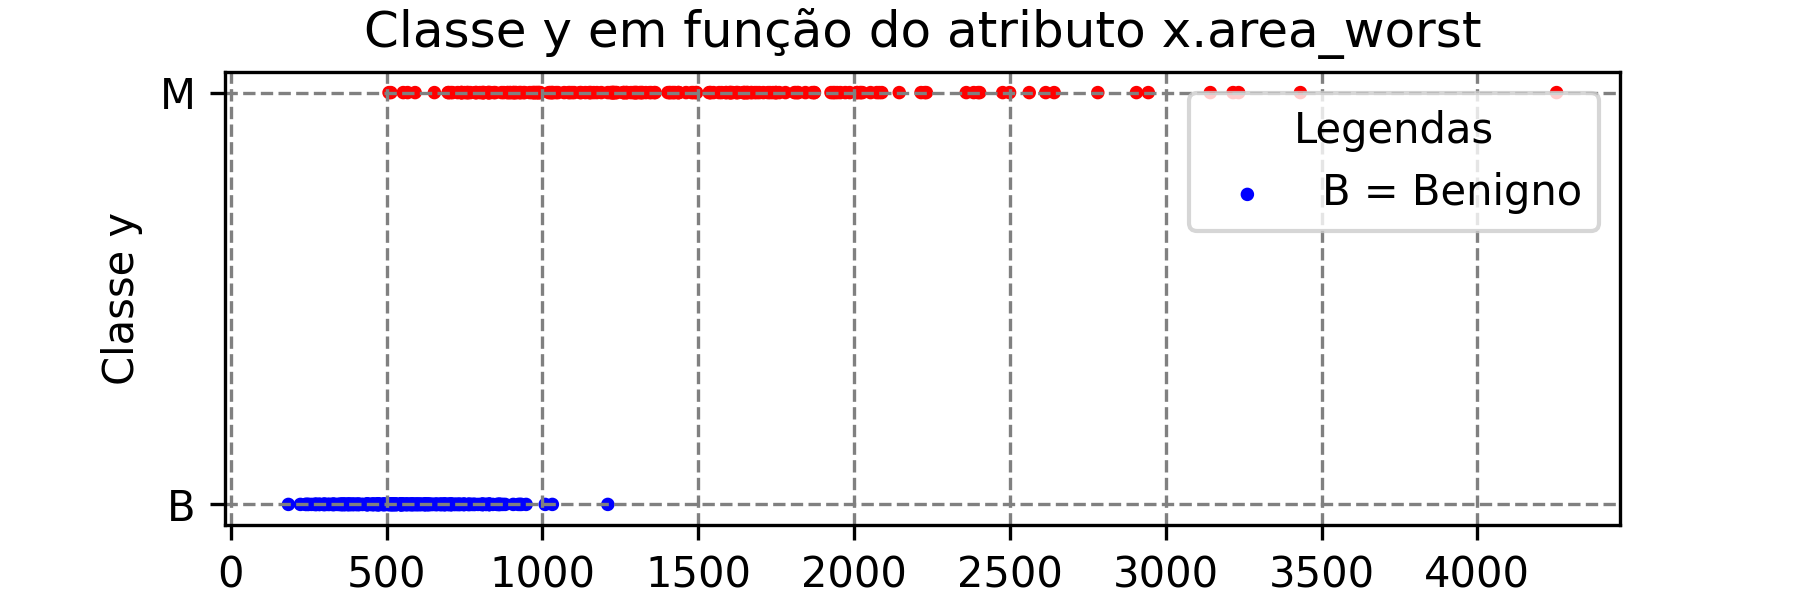 Classe y em função do atributo x.area_worst
M
Legendas
B = Benigno
Classe y
B
0 500 1000 1500 2000 2500 3000 3500 4000